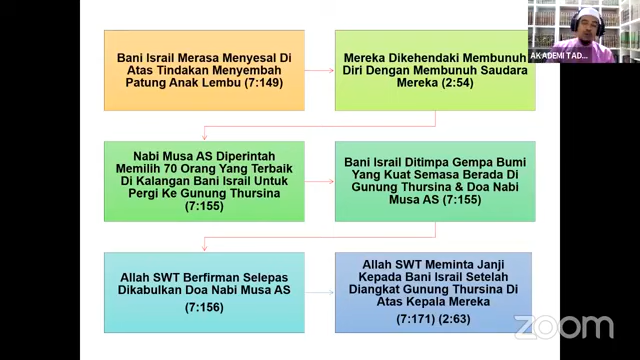 Bani Israil Merasa Menyesal Di
Atas Tindakan Menyembah
Patung Anak Lembu (7:149)
Mereka Dikehendaki Membunuh
Diri Dengan Membunuh Saudara
Mereka (2:54)
Nabi Musa AS Diperintah
Memilih 70 Orang Yang Terbaik
Di Kalangan Bani Israil Untuk
Pergi Ke Gunung Thursina
(7:155)
Bani Israil Ditimpa Gempa Bumi
Yang Kuat Semasa Berada Di
Gunung Thursina & Doa Nabi
Musa AS (7:155)
Allah SWT Berfirman Selepas
Dikabulkan Doa Nabi Musa AS
(7:156)
Allah SWT Meminta Janji
Kepada Bani Israil Setelah
Diangkat Gunung Thursina Di
Atas Kepala Mereka
(7:171) (2:63)
AKADEMI TAD...
zoom